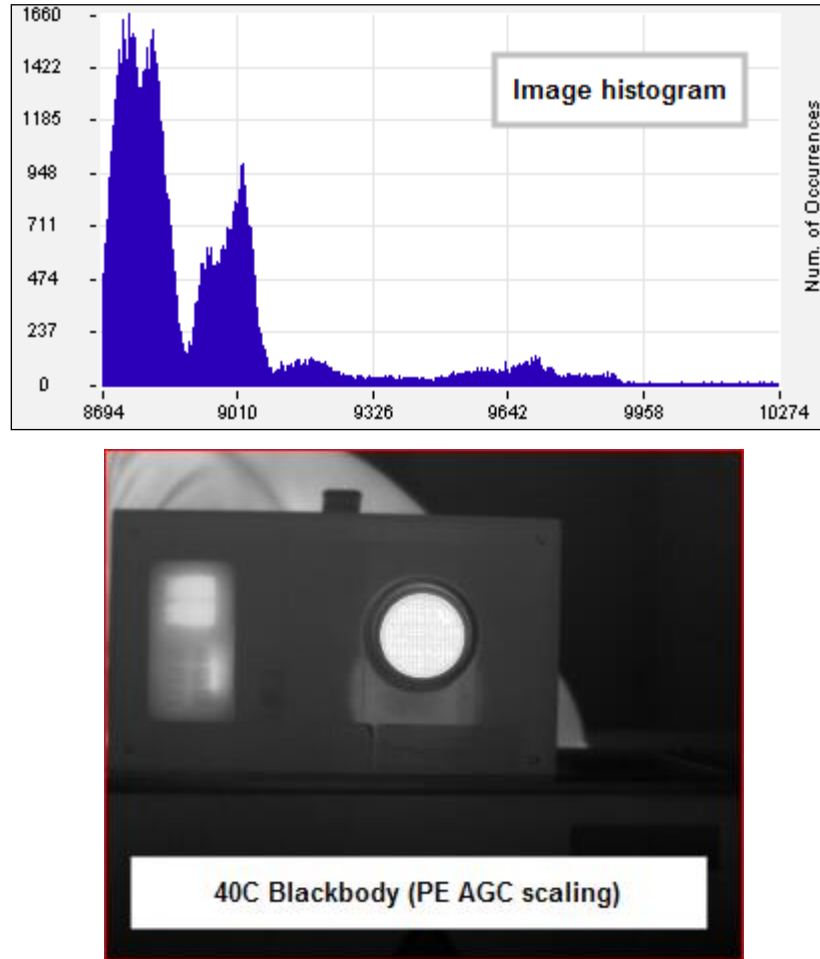 1660
1422
1185
948
711
474
237
0
Image histogram
Num. of Occurrences
8694 9010 9326 9642 9958 10274
40C Blackbody (PE AGC scaling)